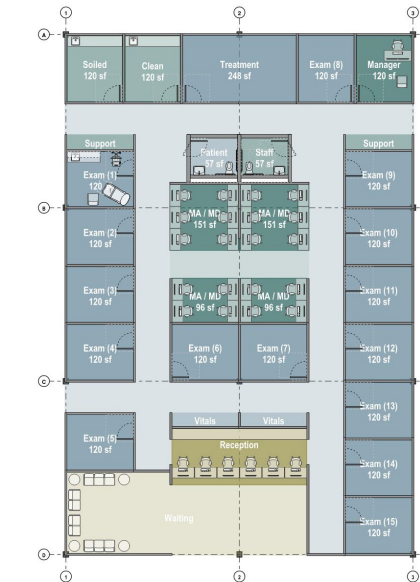 1 2 3
A
Soiled
120 sf
Clean
120 sf
Treatment
248 sf
Exam (8)
120 sf
Manager
120 sf
Support
Patient
57 sf
Staff
57 sf
Support
Exam (1)
120
Exam (9)
120 sf
B
MA / MD
151 sf
MA / MD
151 sf
Exam (2)
120 sf
Exam (10)
120 sf
Exam (3)
120 sf
MA / MD
96 sf
MA / MD
96 sf
Exam (11)
120 sf
Exam (4)
120 sf
Exam (6)
120 sf
Exam (7)
120 sf
Exam (12)
120 sf
C
Exam (13)
120 sf
Vitals
Vitals
Exam (5)
120 sf
Reception
Exam (14)
120 sf
Waiting
Exam (15)
120 sf
D
1 2 3